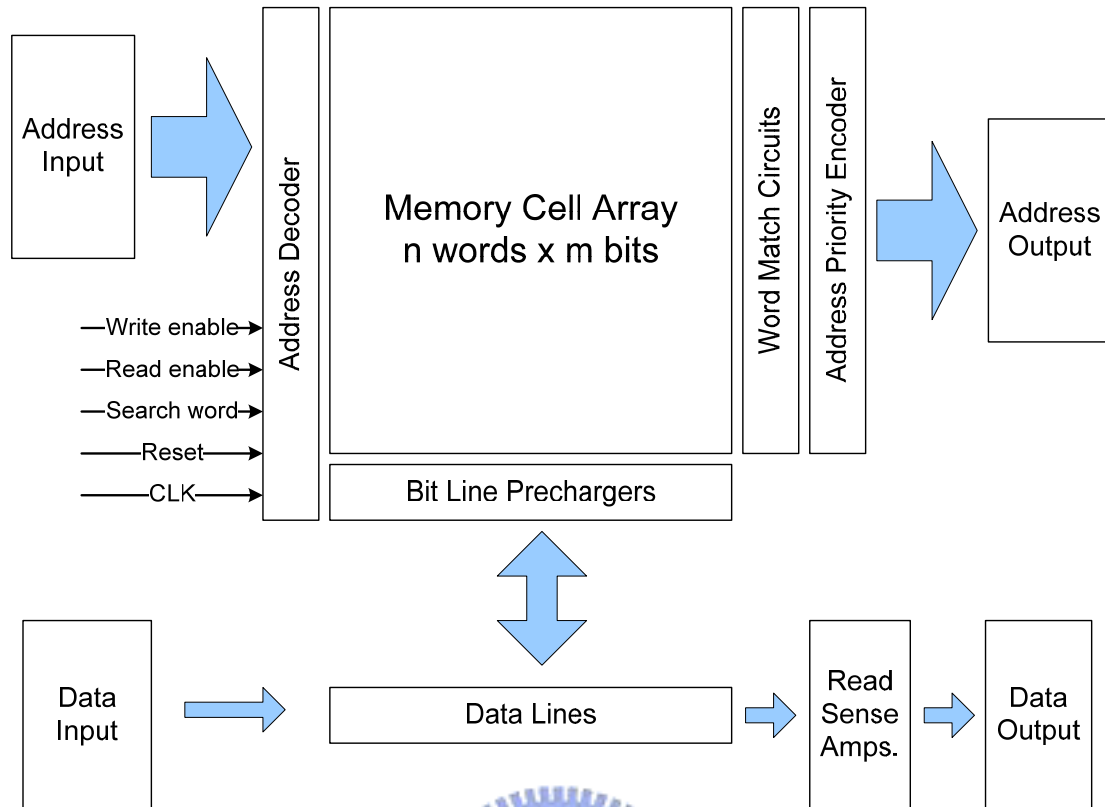 Address
Input
Address Decoder
Memory Cell Array
n words x m bits
Word Match Circuits
Address Priority Encoder
Address
Output
Write enable
Read enable
Search word
Reset
CLK
Bit Line Prechargers
Data
Input
Data Lines
Read
Sense
Amps.
Data
Output